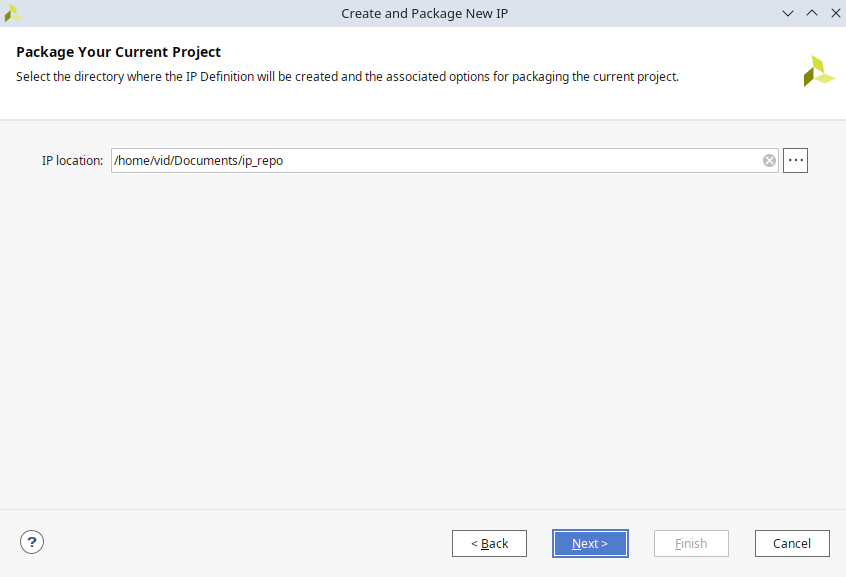 Create and Package New IP
Package Your Current Project
Select the directory where the IP Definition will be created and the associated options for packaging the current project.
IP location: /home/vid/Documents/ip_repo ...
?
< Back Next > Finish Cancel